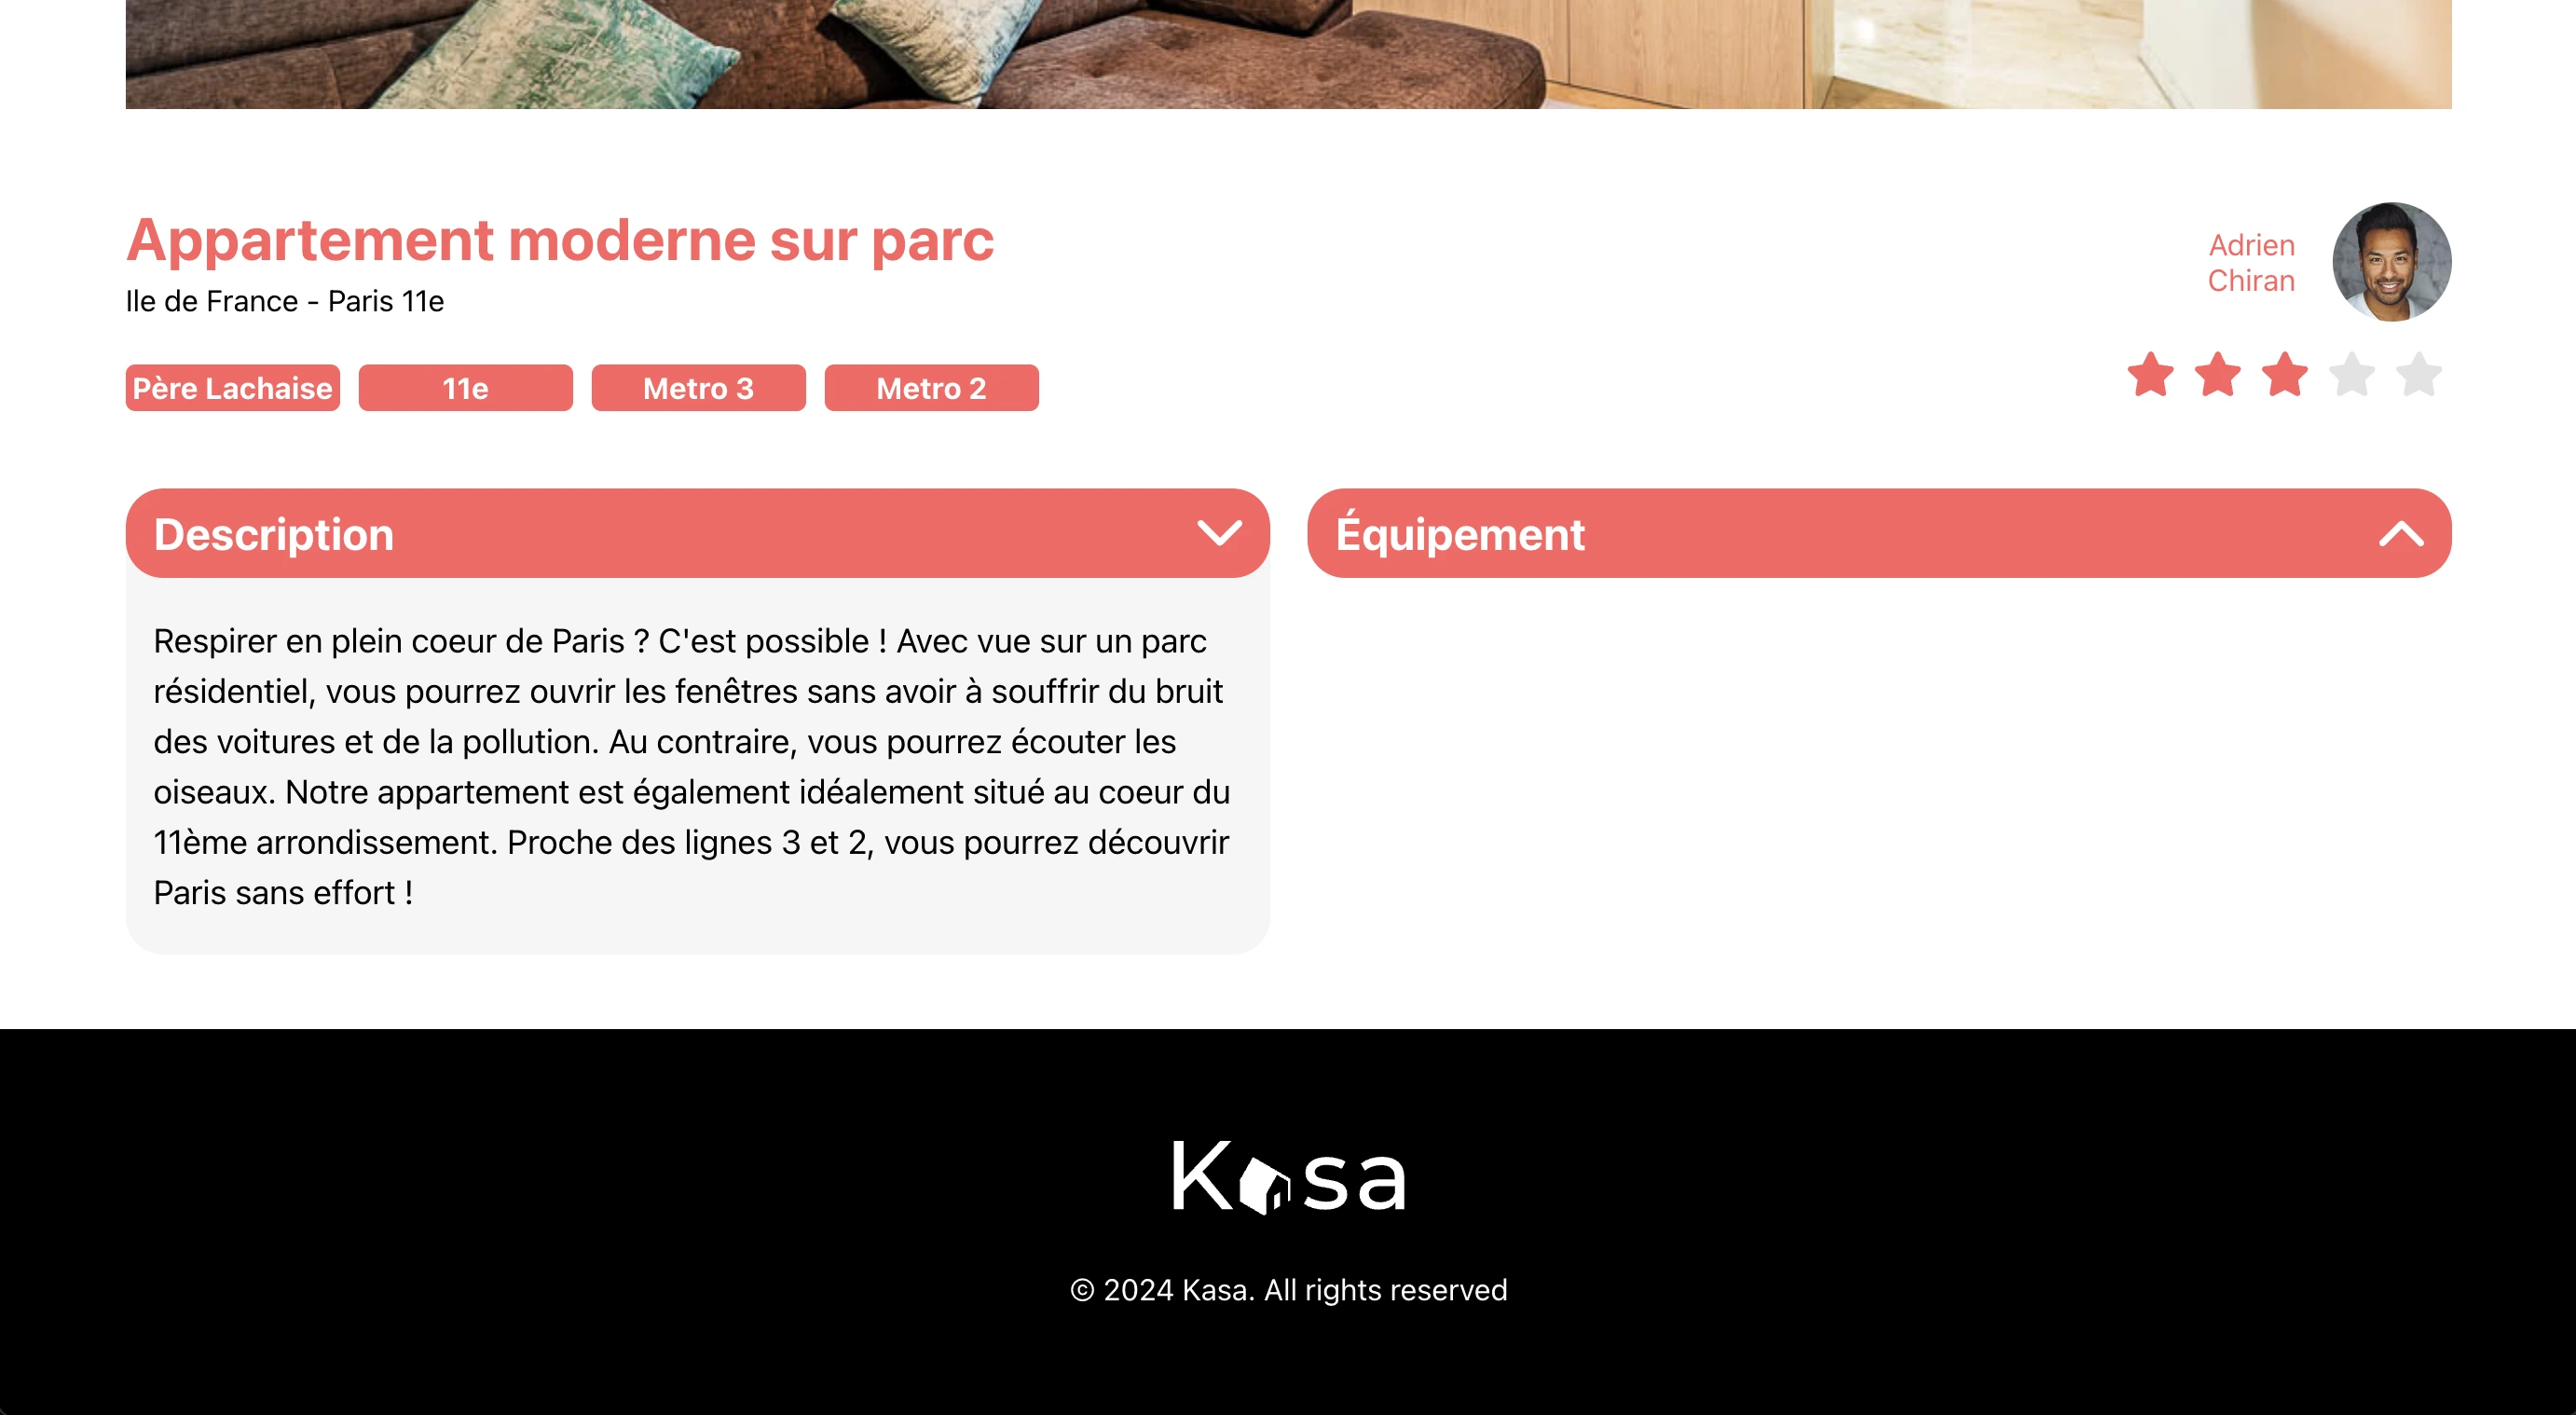 Appartement moderne sur parc
Ile de France - Paris 11e
Adrien
Chiran
Père Lachaise
11e
Metro 3
Metro 2
Description
Respirer en plein coeur de Paris ? C'est possible ! Avec vue sur un parc
résidentiel, vous pourrez ouvrir les fenêtres sans avoir à souffrir du bruit
des voitures et de la pollution. Au contraire, vous pourrez écouter les
oiseaux. Notre appartement est également idéalement situé au coeur du
11ème arrondissement. Proche des lignes 3 et 2, vous pourrez découvrir
Paris sans effort !
Équipement
Kasa
© 2024 Kasa. All rights reserved